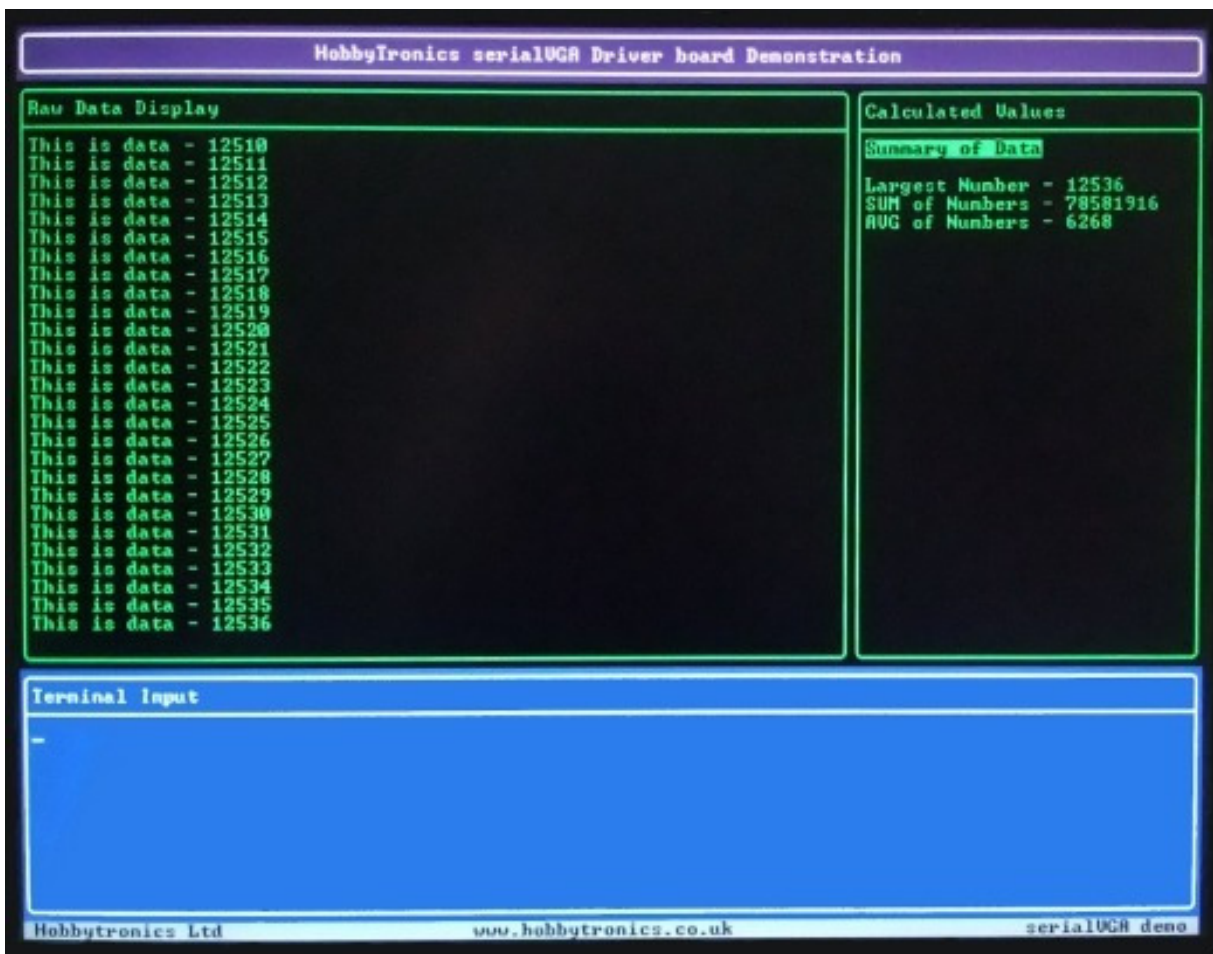 HobbyTronics serialVGA Driver board Demonstration
Raw Data Display
This is data - 12510
This is data - 12511
This is data - 12512
This is data - 12513
This is data - 12514
This is data - 12515
This is data - 12516
This is data - 12517
This is data - 12518
This is data - 12519
This is data - 12520
This is data - 12521
This is data - 12522
This is data - 12523
This is data - 12524
This is data - 12525
This is data - 12526
This is data - 12527
This is data - 12528
This is data - 12529
This is data - 12530
This is data - 12531
This is data - 12532
This is data - 12533
This is data - 12534
This is data - 12535
This is data - 12536
Calculated Values
Summary of Data
Largest Number - 12536
SUM of Numbers - 78581916
AVG of Numbers - 6268
Terminal Input
_
Hobbytronics Ltd
www.hobbytronics.co.uk
serialVGA demo